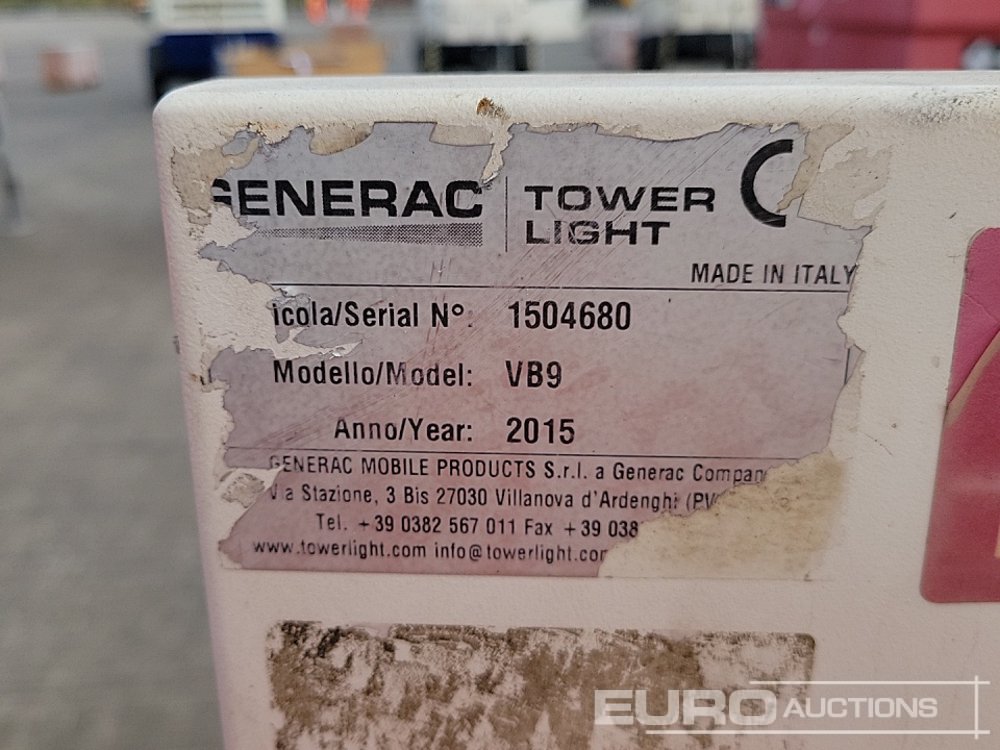 GENERAC TOWER LIGHT C
MADE IN ITALY
icola/Serial N°: 1504680
Modello/Model: VB9
Anno/Year: 2015
GENERAC MOBILE PRODUCTS S.r.l. a Generac Compan
Via Stazione, 3 Bis 27030 Villanova d'Ardenghi (PV
Tel. +39 0382 567 011 Fax +39 038
www.towerlight.com info@towerlight.com
EURO AUCTIONS